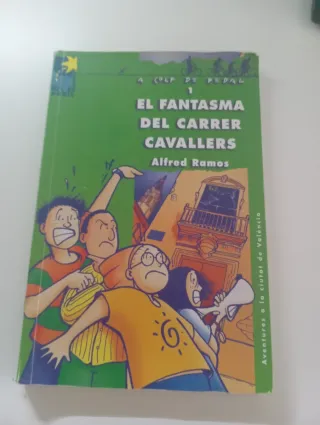 A COLP DE PEDAL
1
EL FANTASMA
DEL CARRER
CAVALLERS
Alfred Ramos
Aventures a la ciutat de València